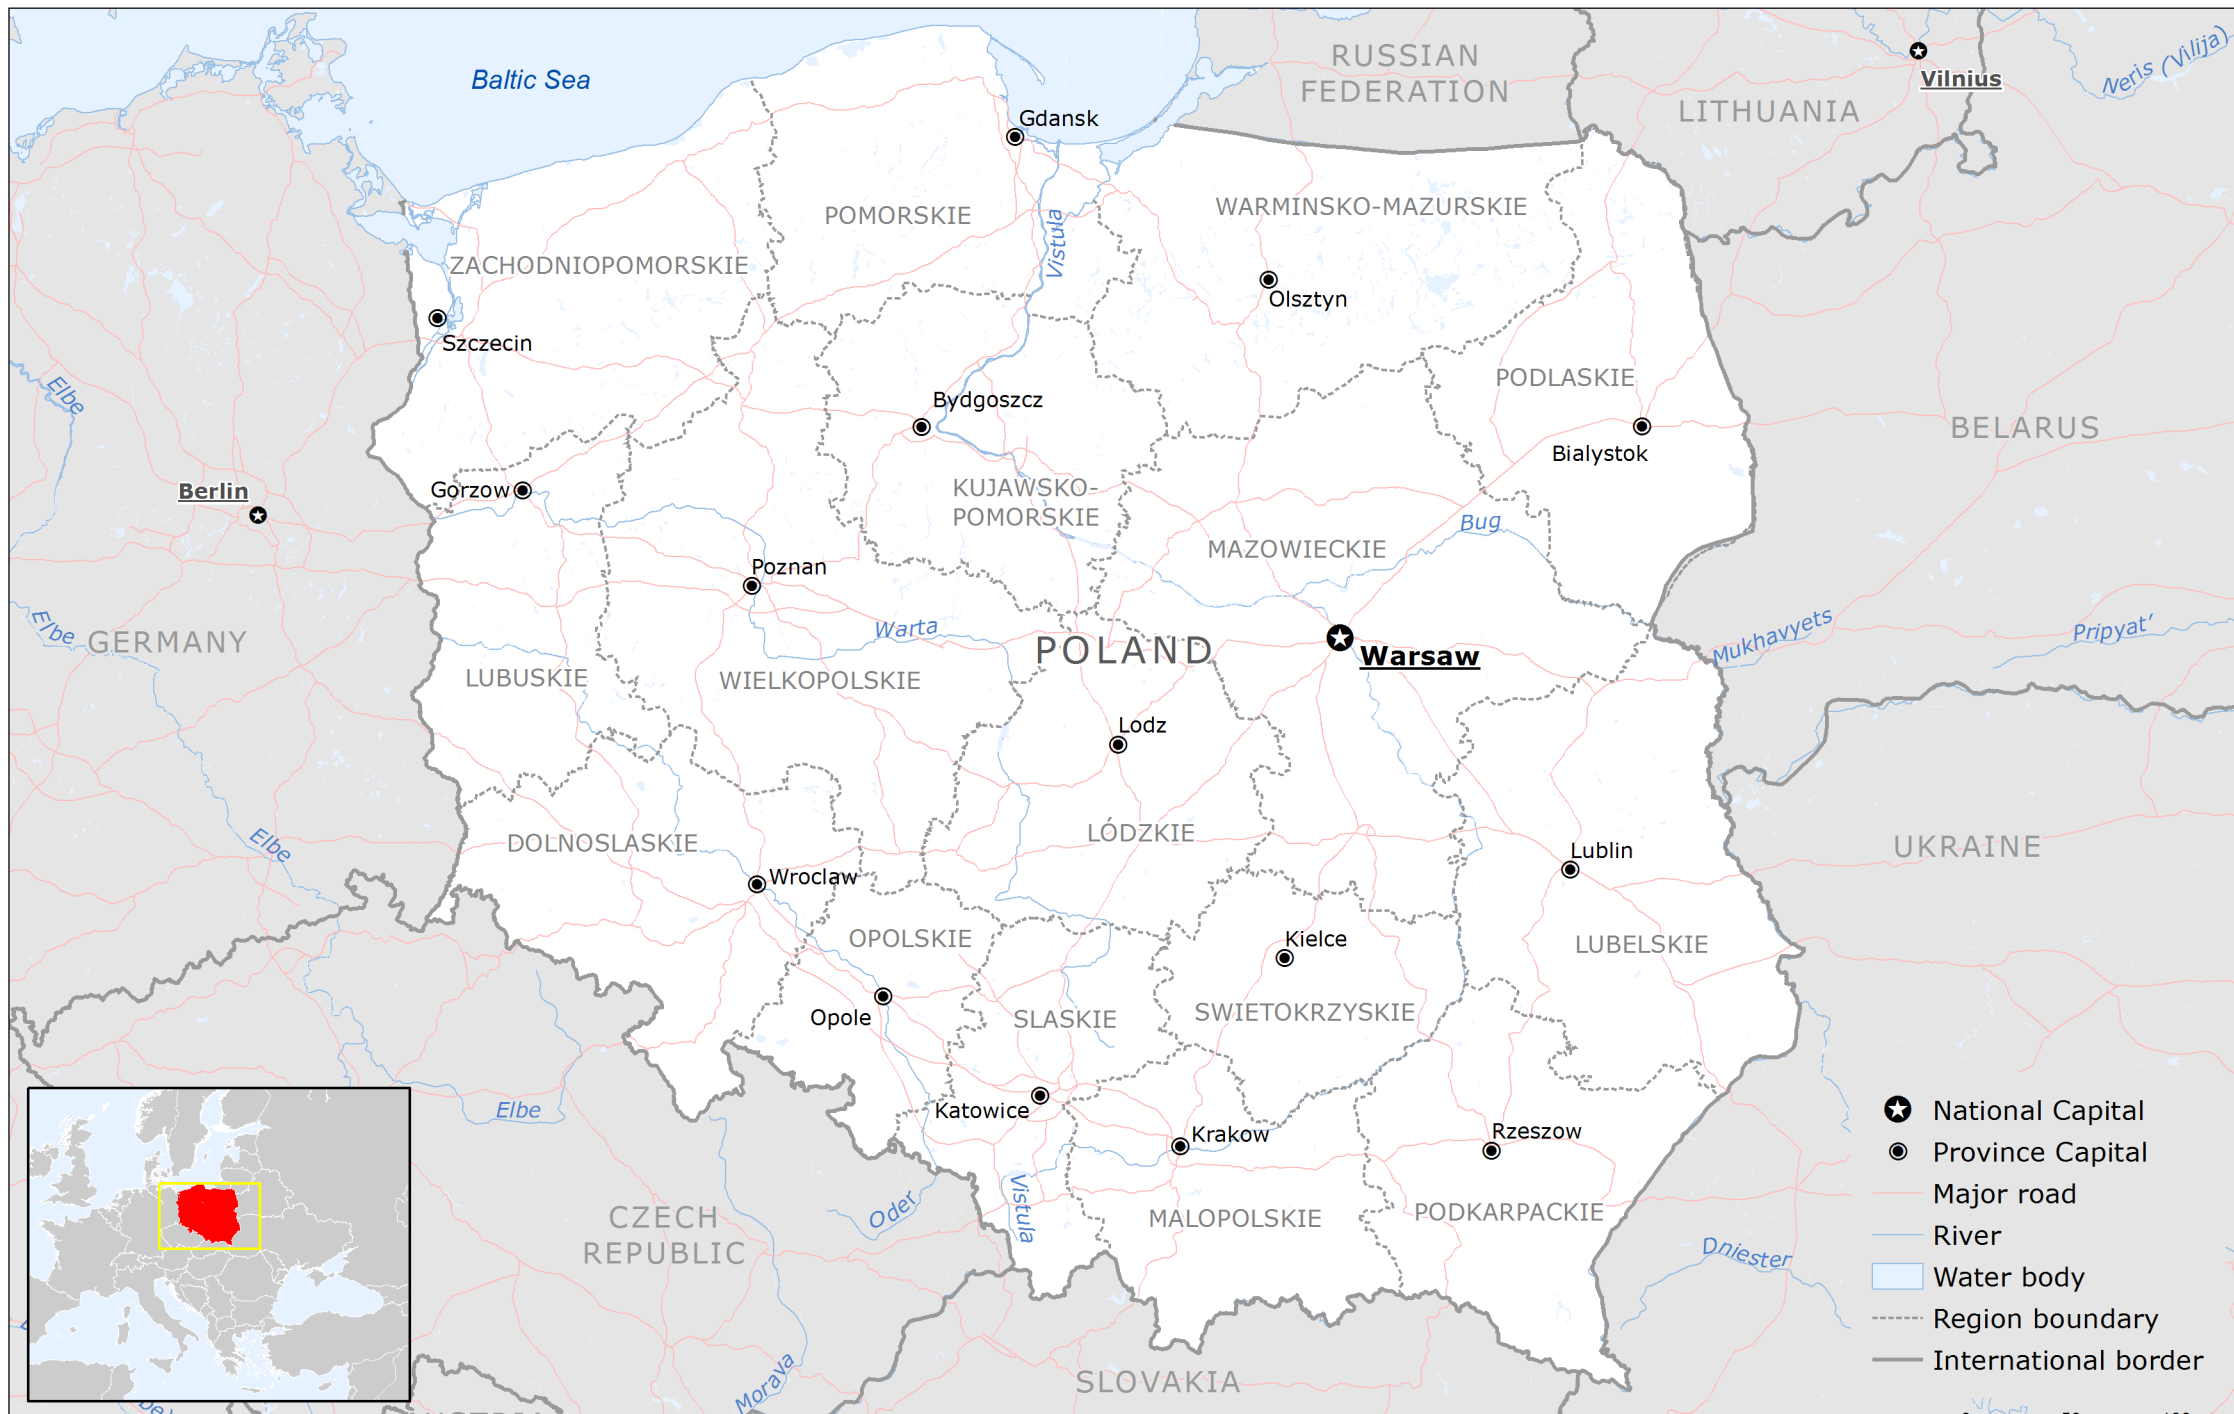 Baltic Sea
RUSSIAN
FEDERATION
LITHUANIA
Vilnius
Neris (Vilija)
Gdansk
POMORSKIE
WARMINSKO-MAZURSKIE
Vistula
ZACHODNIOPOMORSKIE
Olsztyn
Szczecin
Elbe
PODLASKIE
Bydgoszcz
BELARUS
Bialystok
Berlin
Gorzow
KUJAWSKO-
POMORSKIE
Bug
MAZOWIECKIE
Poznan
Elbe
GERMANY
Warta
POLAND
Warsaw
Mukhavyets
Pripyat'
LUBUSKIE
WIELKOPOLSKIE
Lodz
Elbe
DOLNOSLASKIE
LÓDZKIE
Lublin
UKRAINE
Wroclaw
OPOLSKIE
Kielce
LUBELSKIE
Opole
SLASKIE
SWIETOKRZYSKIE
Elbe
Katowice
Krakow
Rzeszow
Oder
Vistula
CZECH
REPUBLIC
MALOPOLSKIE
PODKARPACKIE
Dniester
Morava
SLOVAKIA
National Capital
Province Capital
Major road
River
Water body
Region boundary
International border